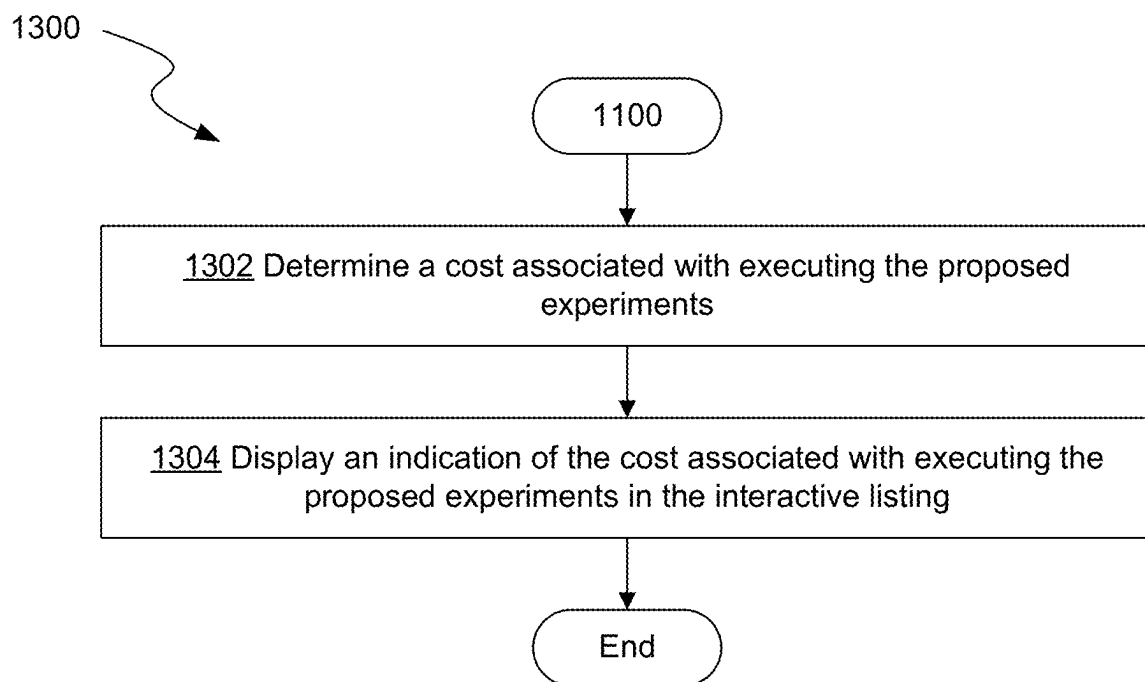 1300
1100
1302 Determine a cost associated with executing the proposed
experiments
1304 Display an indication of the cost associated with executing the
proposed experiments in the interactive listing
End